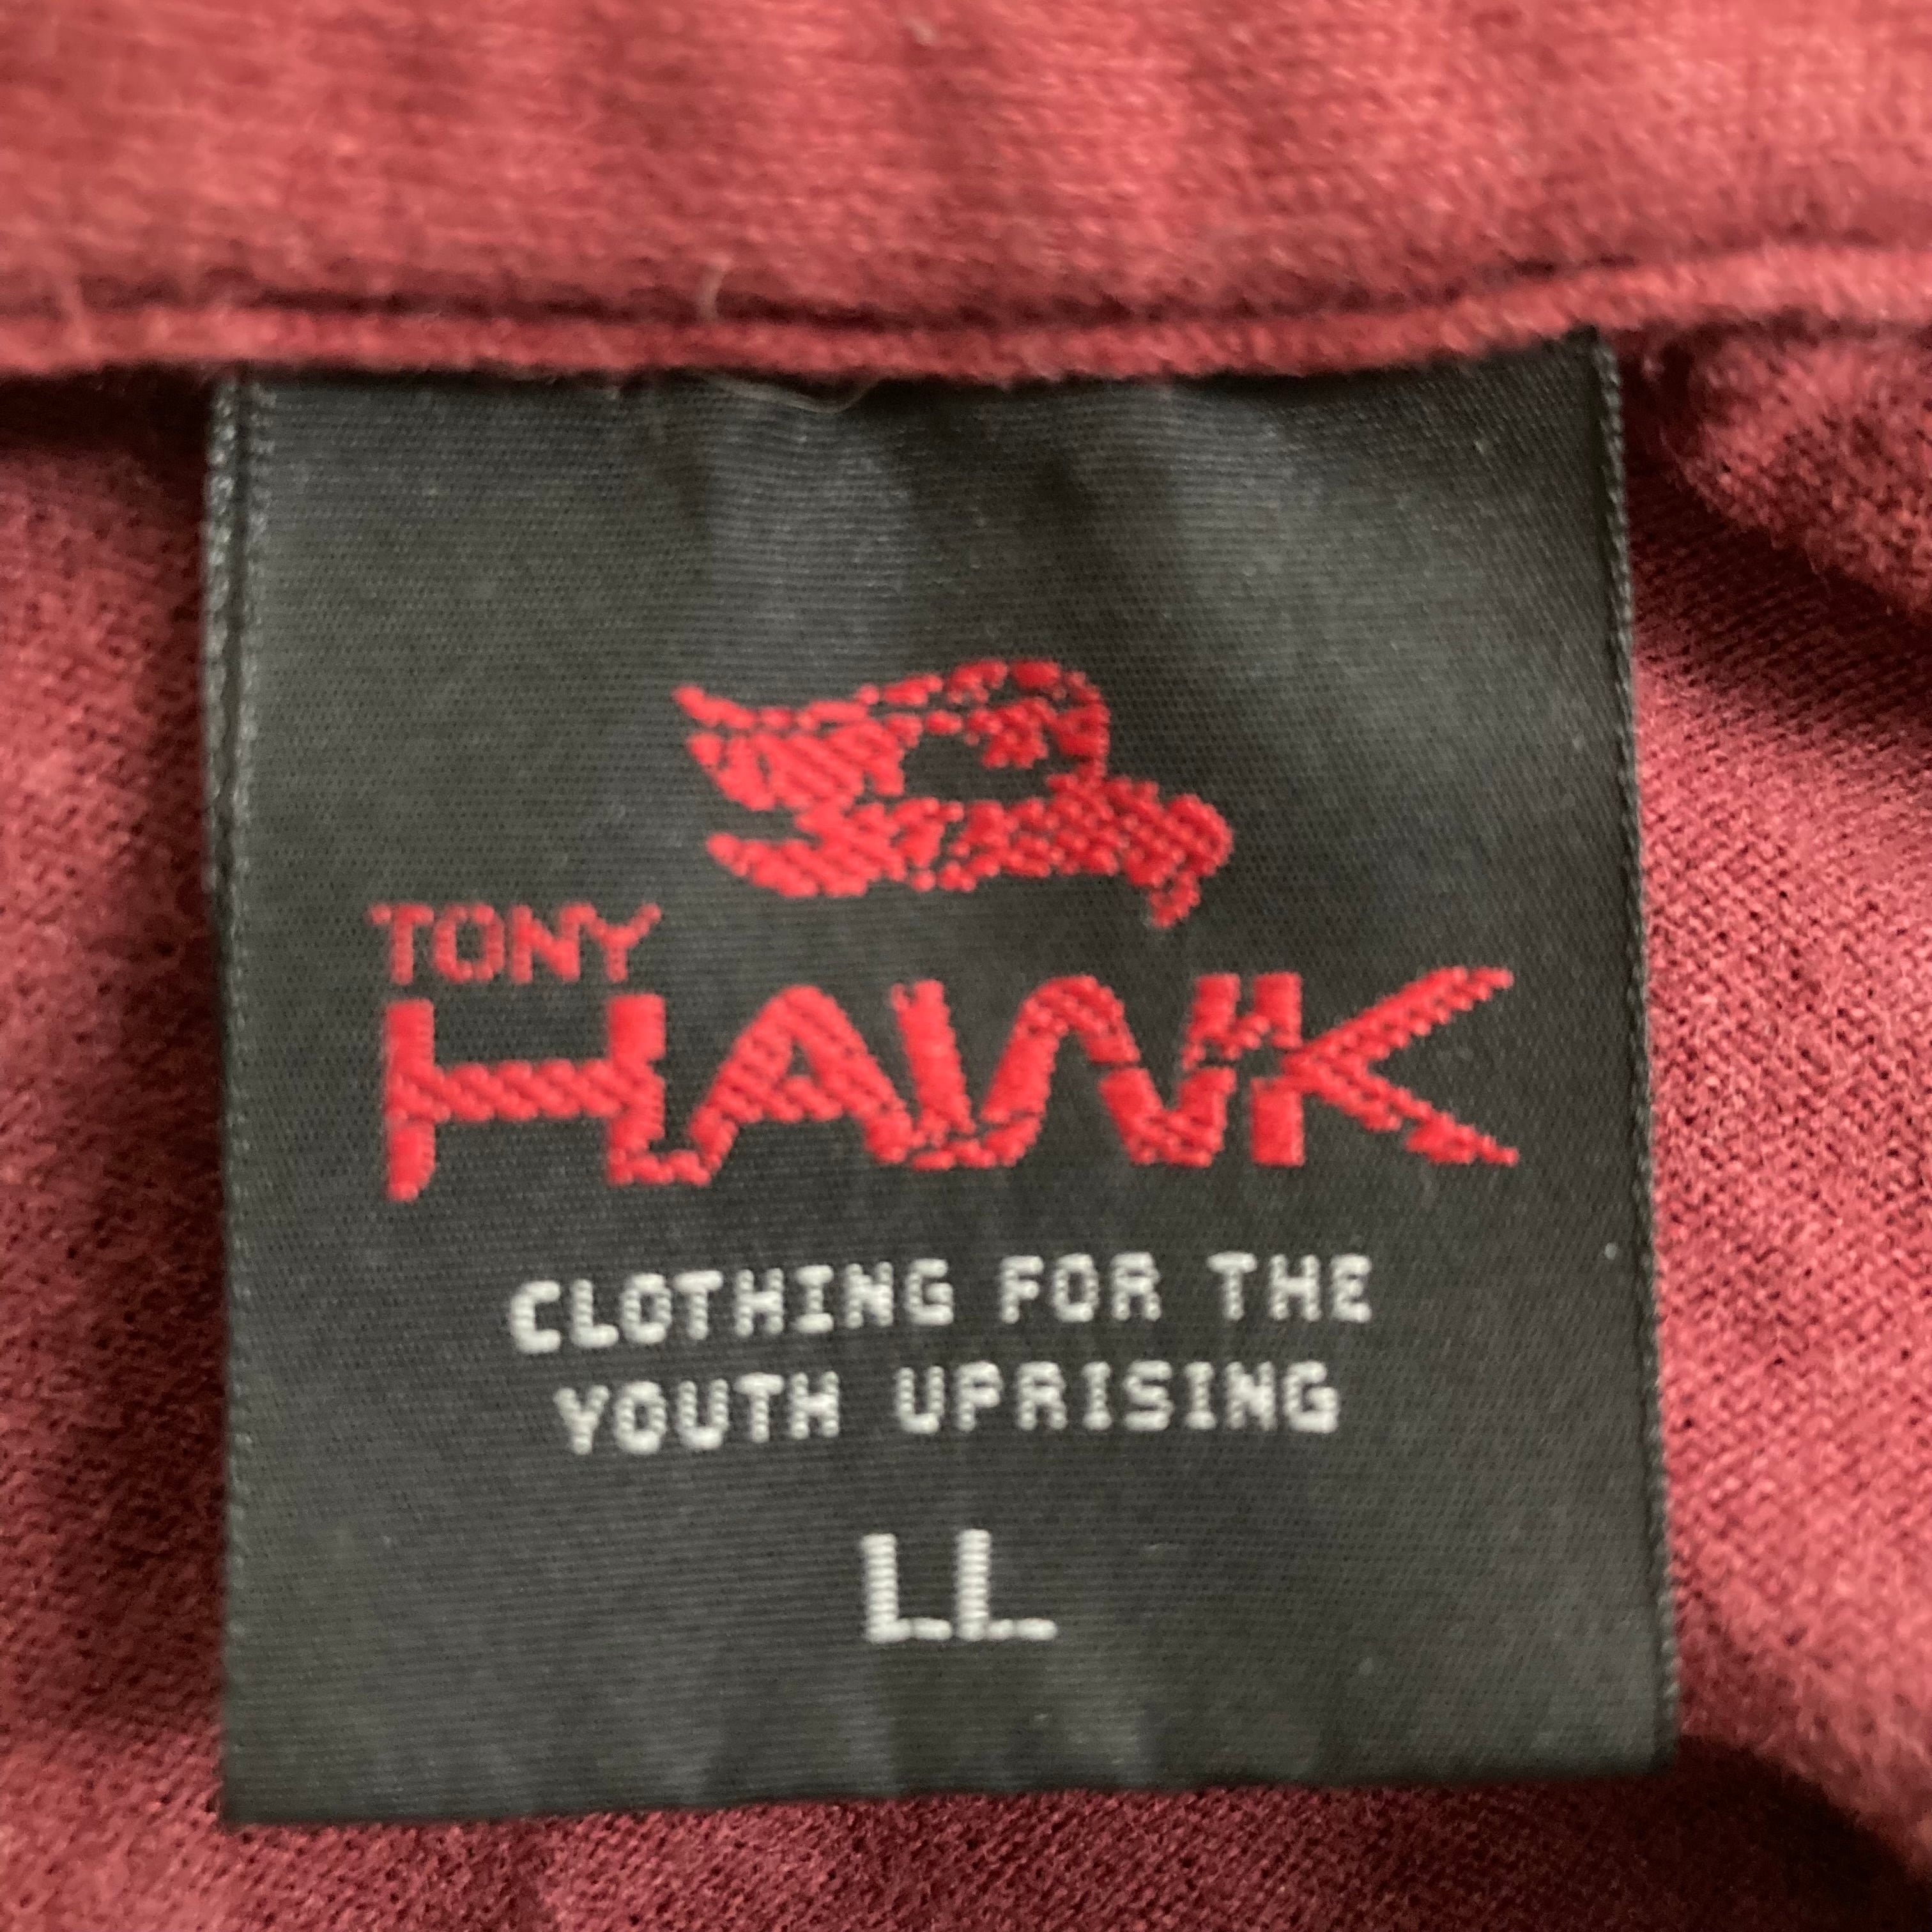 TONY
HAWK
CLOTHING FOR THE
YOUTH UPRISING
LL